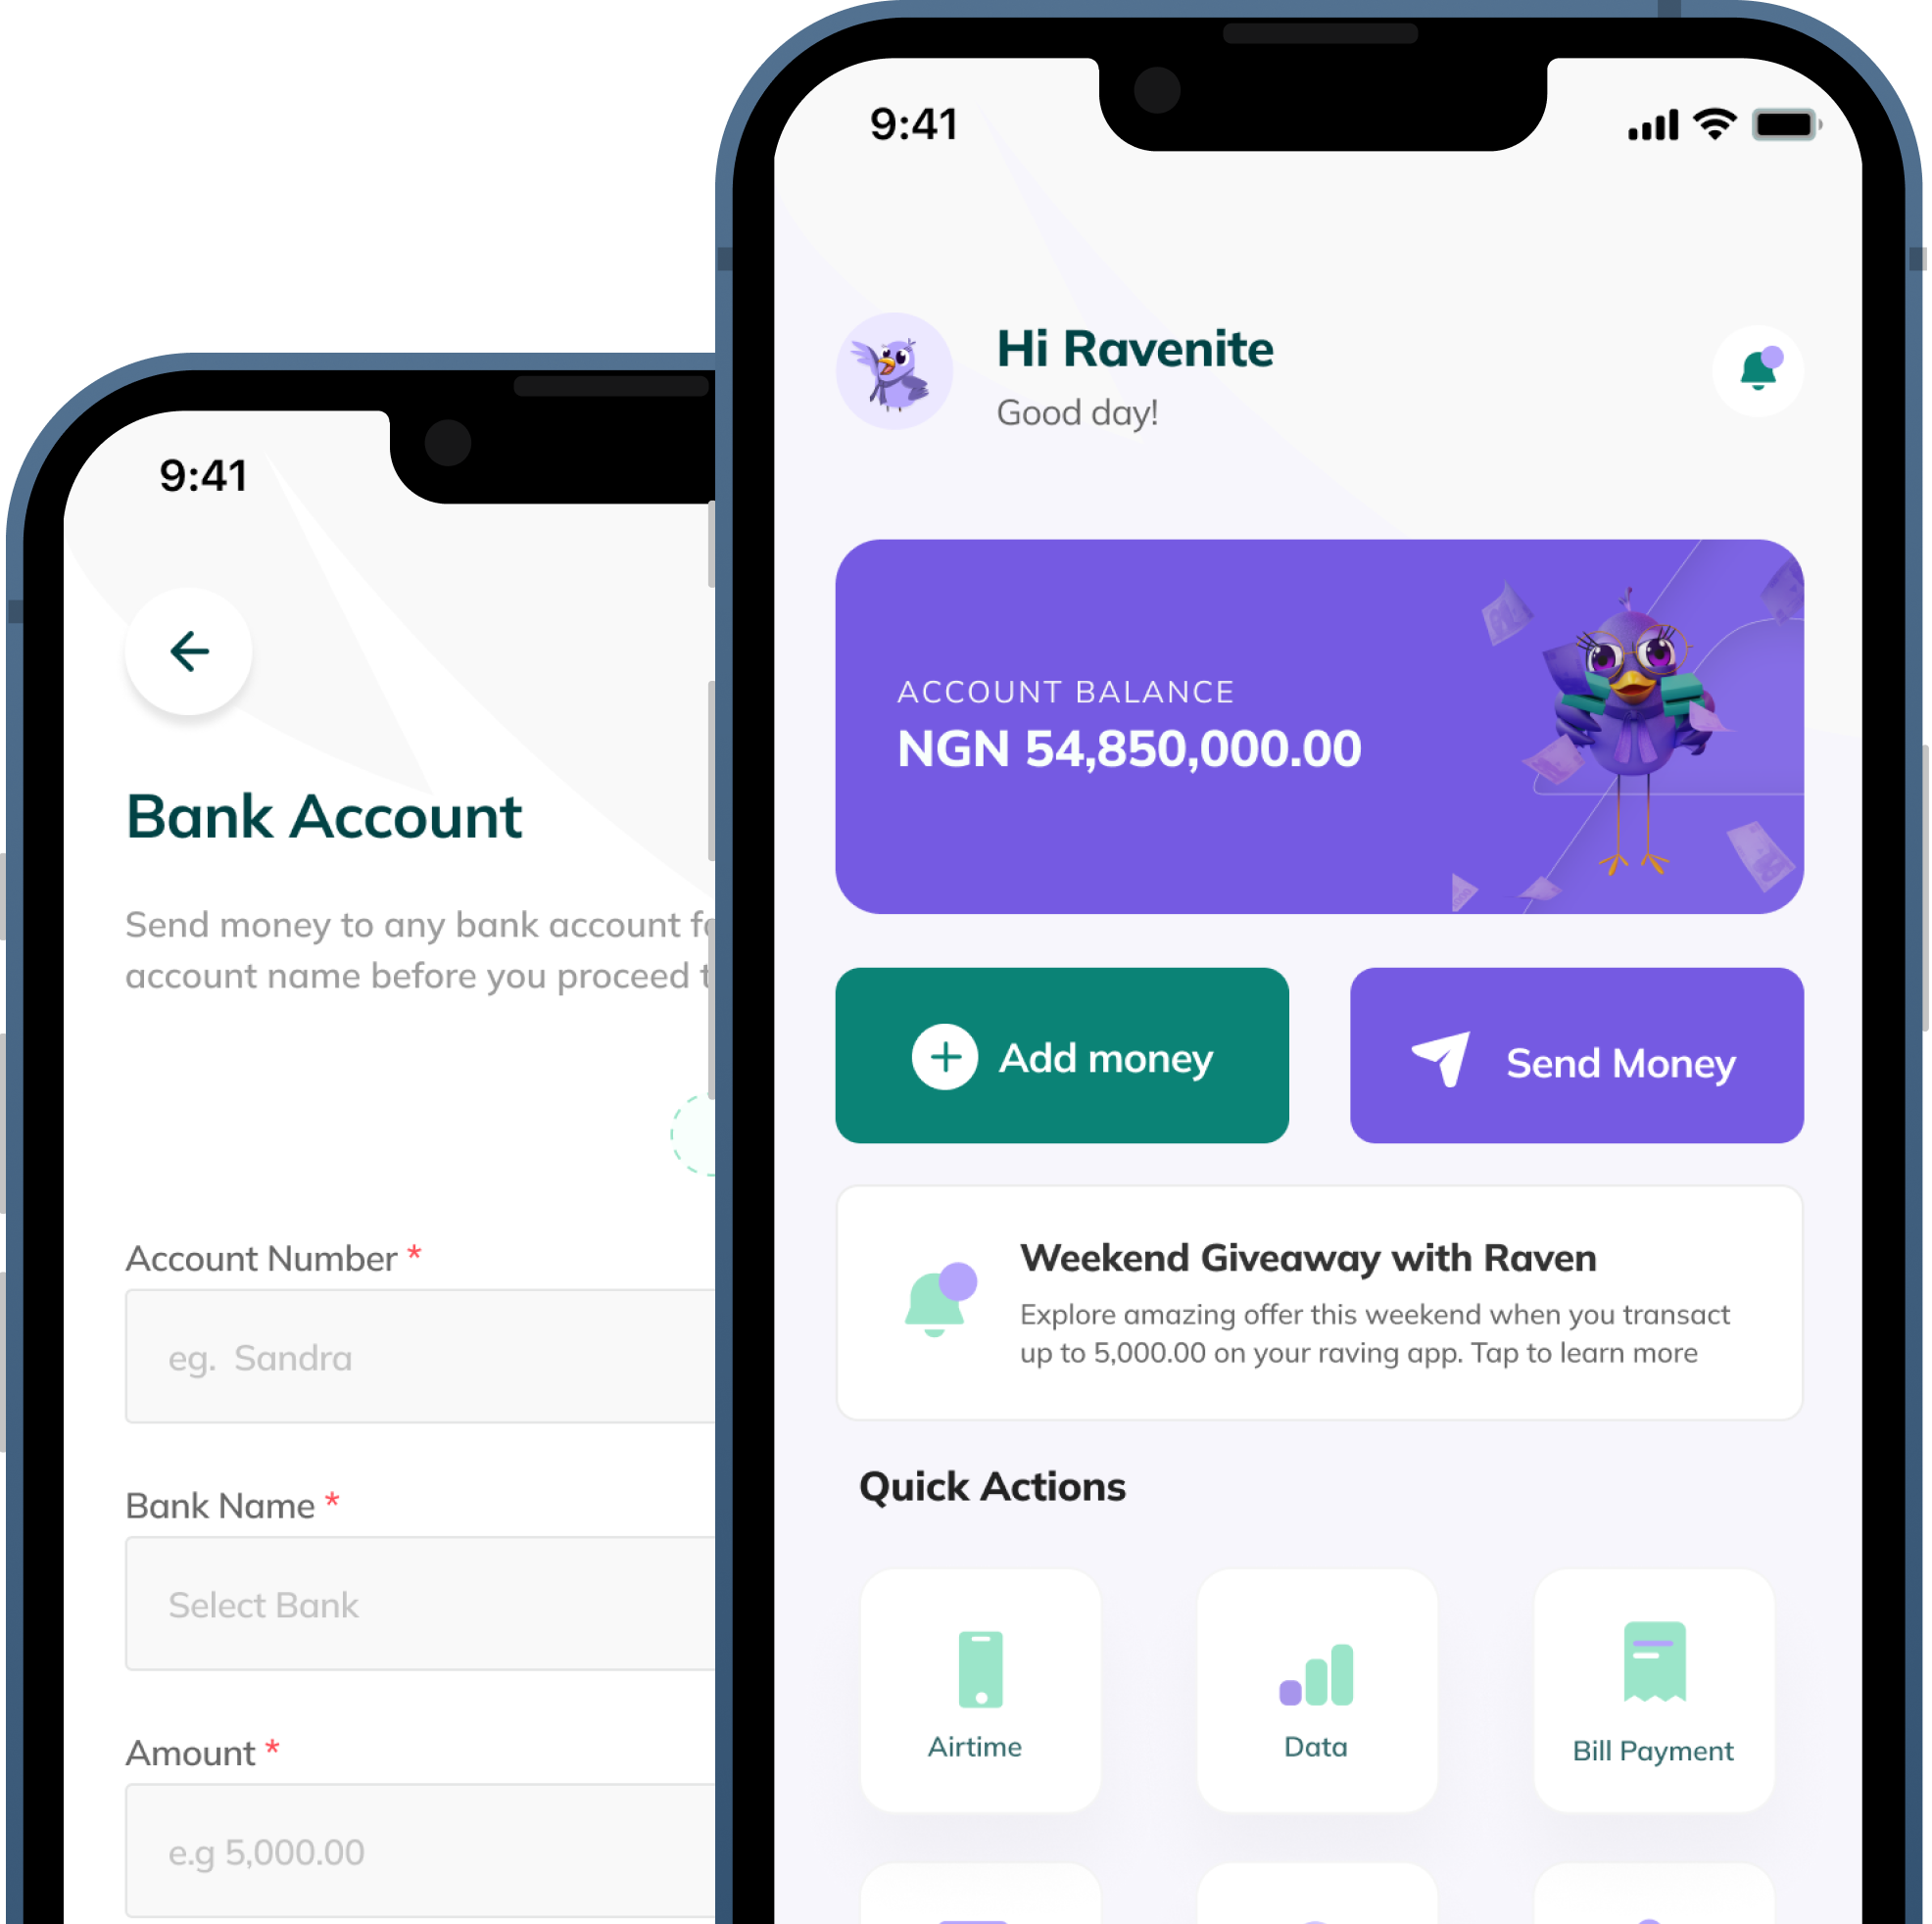 9:41
Bank Account
Send money to any bank account
account name before you proceed
Account Number *
eg. Sandra
Bank Name *
Select Bank
Amount *
e.g 5,000.00
9:41
Hi Ravenite
Good day!
ACCOUNT BALANCE
NGN 54,850,000.00
Add money
Send Money
Weekend Giveaway with Raven
Explore amazing offer this weekend when you transact
up to 5,000.00 on your raving app. Tap to learn more
Quick Actions
Airtime
Data
Bill Payment